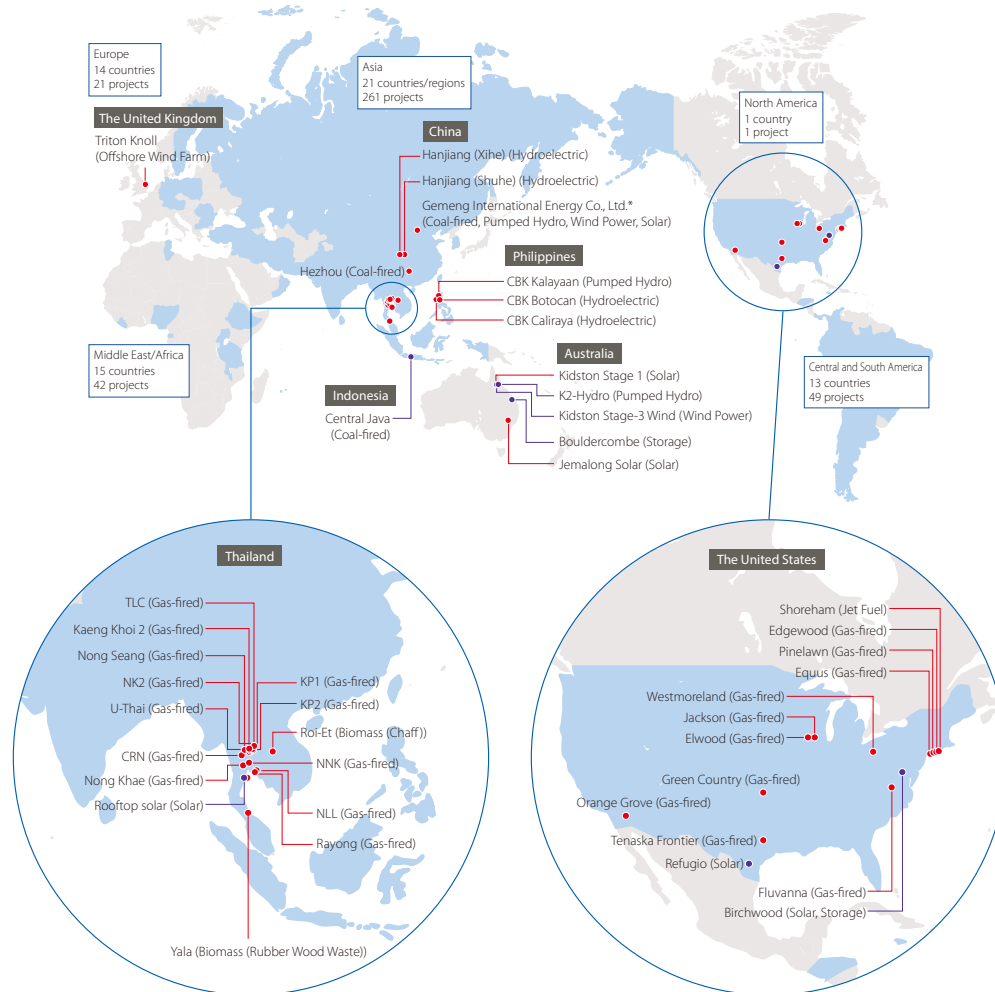 Europe
14 countries
21 projects
Asia
21 countries/regions
261 projects
North America
1 country
1 project
The United Kingdom
Triton Knoll
(Offshore Wind Farm)
China
Hanjiang (Xihe) (Hydroelectric)
Hanjiang (Shuhe) (Hydroelectric)
Gemeng International Energy Co., Ltd.*
(Coal-fired, Pumped Hydro, Wind Power, Solar)
Hezhou (Coal-fired)
Philippines
CBK Kalayaan (Pumped Hydro)
CBK Botocan (Hydroelectric)
CBK Caliraya (Hydroelectric)
Middle East/Africa
15 countries
42 projects
Indonesia
Central Java
(Coal-fired)
Australia
Kidston Stage 1 (Solar)
K2-Hydro (Pumped Hydro)
Kidston Stage-3 Wind (Wind Power)
Bouldercombe (Storage)
Jemalong Solar (Solar)
Central and South America
13 countries
49 projects
Thailand
TLC (Gas-fired)
Kaeng Khoi 2 (Gas-fired)
Nong Seang (Gas-fired)
NK2 (Gas-fired)
U-Thai (Gas-fired)
CRN (Gas-fired)
Nong Khae (Gas-fired)
Rooftop solar (Solar)
KP1 (Gas-fired)
KP2 (Gas-fired)
Roi-Et (Biomass (Chaff))
NNK (Gas-fired)
NLL (Gas-fired)
Rayong (Gas-fired)
Yala (Biomass (Rubber Wood Waste))
The United States
Shoreham (Jet Fuel)
Edgewood (Gas-fired)
Pinelawn (Gas-fired)
Equus (Gas-fired)
Westmoreland (Gas-fired)
Jackson (Gas-fired)
Elwood (Gas-fired)
Green Country (Gas-fired)
Orange Grove (Gas-fired)
Tenaska Frontier (Gas-fired)
Refugio (Solar)
Fluvanna (Gas-fired)
Birchwood (Solar, Storage)